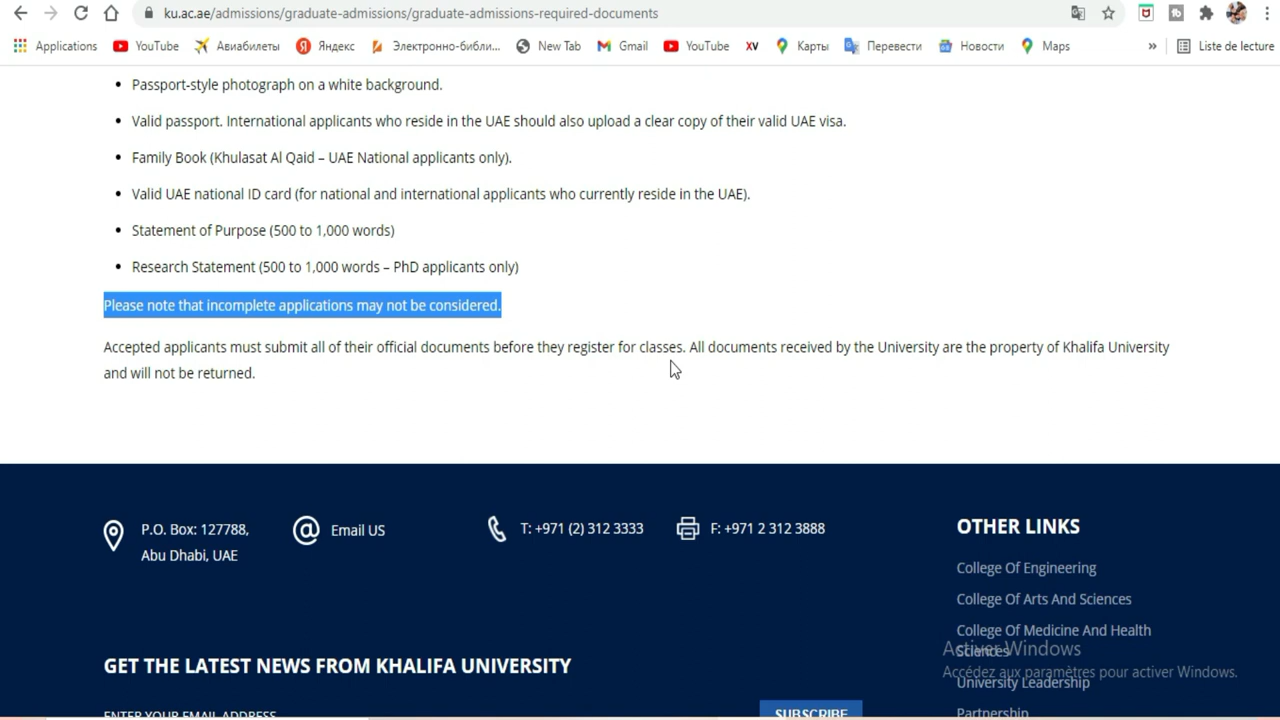 ku.ac.ae/admissions/graduate-admissions/graduate-admissions-required-documents
Applications YouTube Авиабилеты Яндекс Электронно-библи... New Tab Gmail YouTube XV Карты Перевести Новости Maps » Liste de lecture
• Passport-style photograph on a white background.
• Valid passport. International applicants who reside in the UAE should also upload a clear copy of their valid UAE visa.
• Family Book (Khulasat Al Qaid – UAE National applicants only).
• Valid UAE national ID card (for national and international applicants who currently reside in the UAE).
• Statement of Purpose (500 to 1,000 words)
• Research Statement (500 to 1,000 words – PhD applicants only)
Please note that incomplete applications may not be considered.
Accepted applicants must submit all of their official documents before they register for classes. All documents received by the University are the property of Khalifa University
and will not be returned.
P.O. Box: 127788,
Abu Dhabi, UAE
Email US
T: +971 (2) 312 3333
F: +971 2 312 3888
OTHER LINKS
College Of Engineering
College Of Arts And Sciences
College Of Medicine And Health
Sciences
University Leadership
Partnership
Activer Windows
Accédez aux paramètres pour activer Windows.
GET THE LATEST NEWS FROM KHALIFA UNIVERSITY
ENTER YOUR EMAIL ADDRESS
SUBSCRIBE